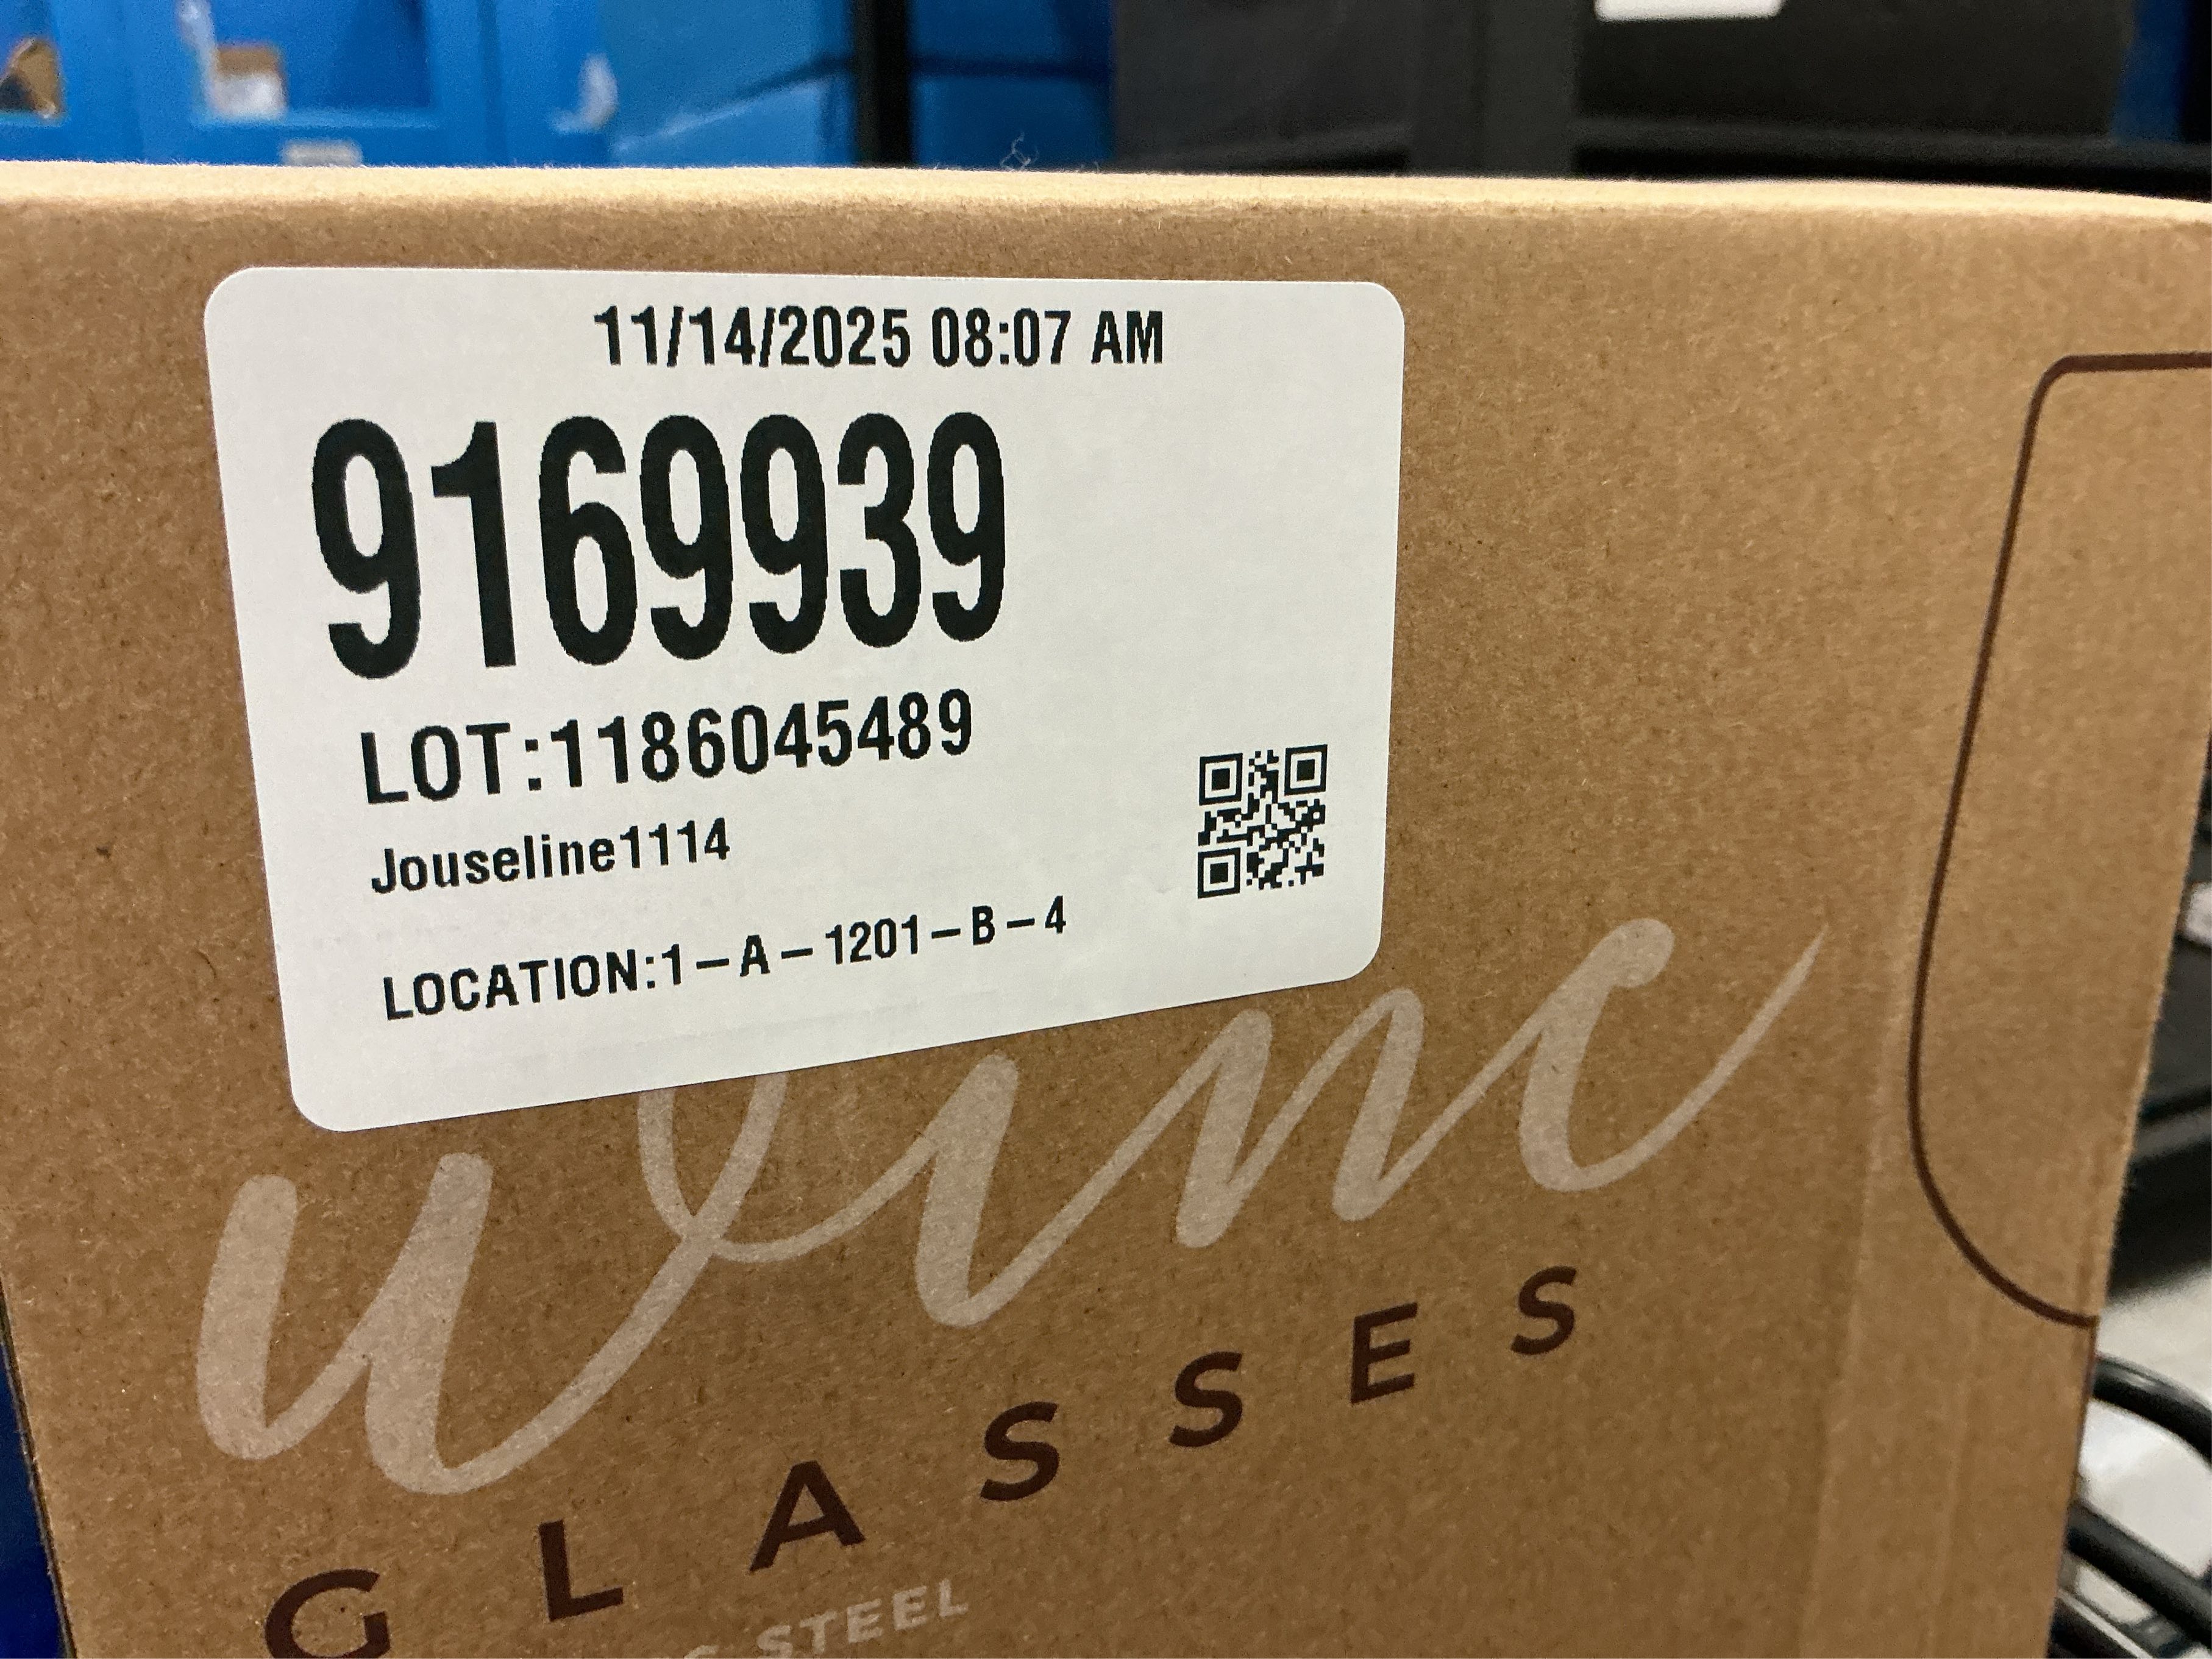 11/14/2025 08:07 AM
9169939
LOT:1186045489
Jouseline1114
LOCATION:1-A-1201-B-4
wine
GLASSES
STEEL